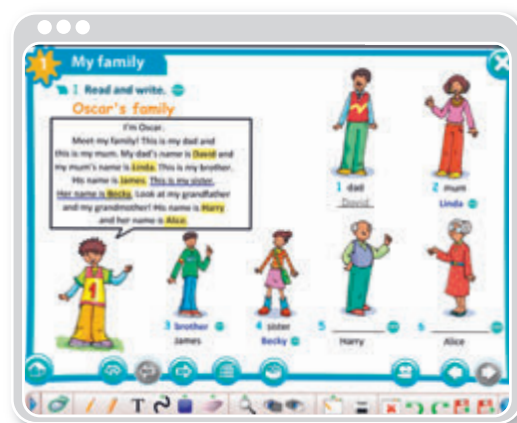 1 My family
1 Read and write.
Oscar's family
I'm Oscar.
Meet my family! This is my dad and
this is my mum. My dad's name is David and
my mum's name is Linda. This is my brother.
His name is James. This is my sister.
Her name is Becky. Look at my grandfather
and my grandmother! His name is Harry
and her name is Alice.
1 dad
David
2 mum
Linda
3 brother
James
4 sister
Becky
5
Harry
6
Alice
1
T